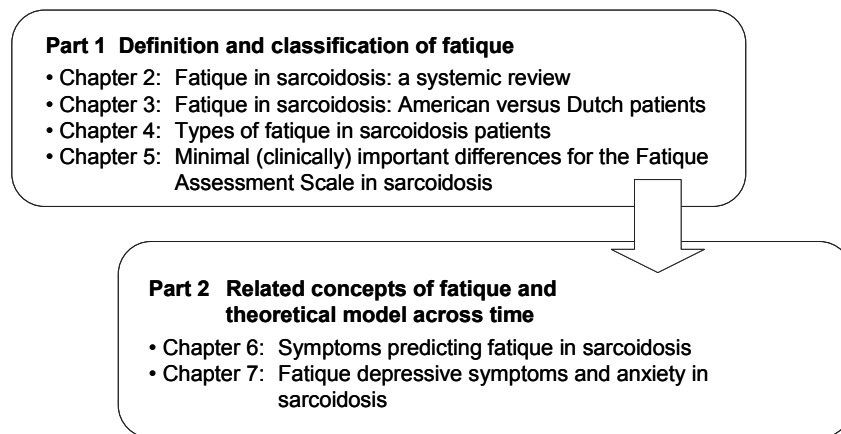 Part 1 Definition and classification of fatique
• Chapter 2: Fatique in sarcoidosis: a systemic review
• Chapter 3: Fatique in sarcoidosis: American versus Dutch patients
• Chapter 4: Types of fatique in sarcoidosis patients
• Chapter 5: Minimal (clinically) important differences for the Fatique
Assessment Scale in sarcoidosis
Part 2 Related concepts of fatique and
theoretical model across time
• Chapter 6: Symptoms predicting fatique in sarcoidosis
• Chapter 7: Fatique depressive symptoms and anxiety in
sarcoidosis